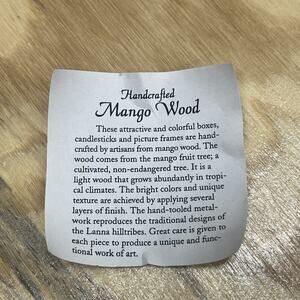 Handcrafted
Mango Wood
These attractive and colorful boxes,
candlesticks and picture frames are hand-
crafted by artisans from mango wood. The
wood comes from the mango fruit tree; a
cultivated, non-endangered tree. It is a
light wood that grows abundantly in tropi-
cal climates. The bright colors and unique
texture are achieved by applying several
layers of finish. The hand-tooled metal-
work reproduces the traditional designs of
the Lanna hilltribes. Great care is given to
each piece to produce a unique and func-
tional work of art.